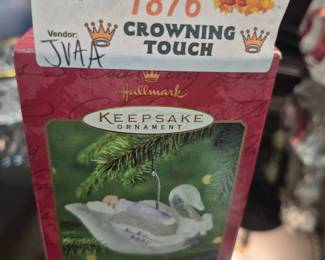 1876
Vendor:
JVAA
CROWNING
TOUCH
Hallmark
KEEPSAKE
ORNAMENT